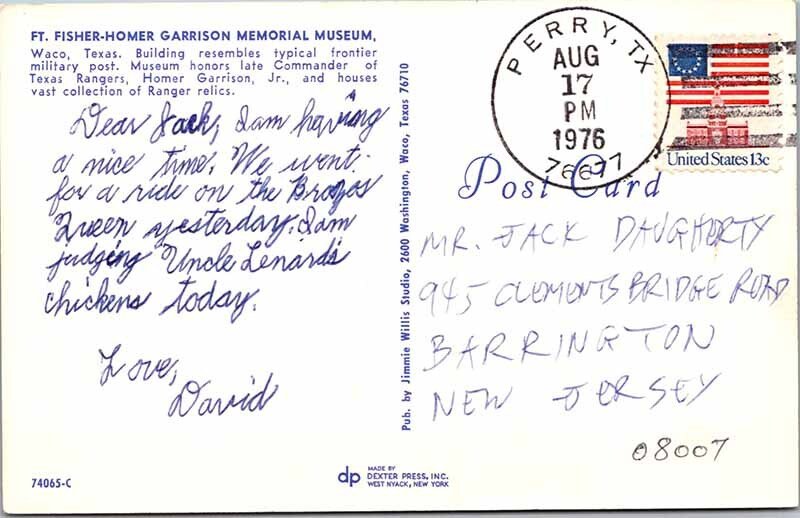 FT. FISHER-HOMER GARRISON MEMORIAL MUSEUM,
Waco, Texas. Building resembles typical frontier
military post. Museum honors late Commander of
Texas Rangers, Homer Garrison, Jr., and houses
vast collection of Ranger relics.
Dear Jack, I am having
a nice time. We went
for a ride on the Brazos
Queen yesterday. I am
judging Uncle Lenard's
chickens today.
Love,
David
74065-C
dp
MADE BY
DEXTER PRESS, INC.
WEST NYACK, NEW YORK
Pub. by Jimmie Willis Studio, 2600 Washington, Waco, Texas 76710
PERRY, TX
AUG
17
PM
1976
76677
United States 13c
Post Card
MR. JACK DAUGHERTY
945 CLEMENTS BRIDGE ROAD
BARRINGTON
NEW JERSEY
08007